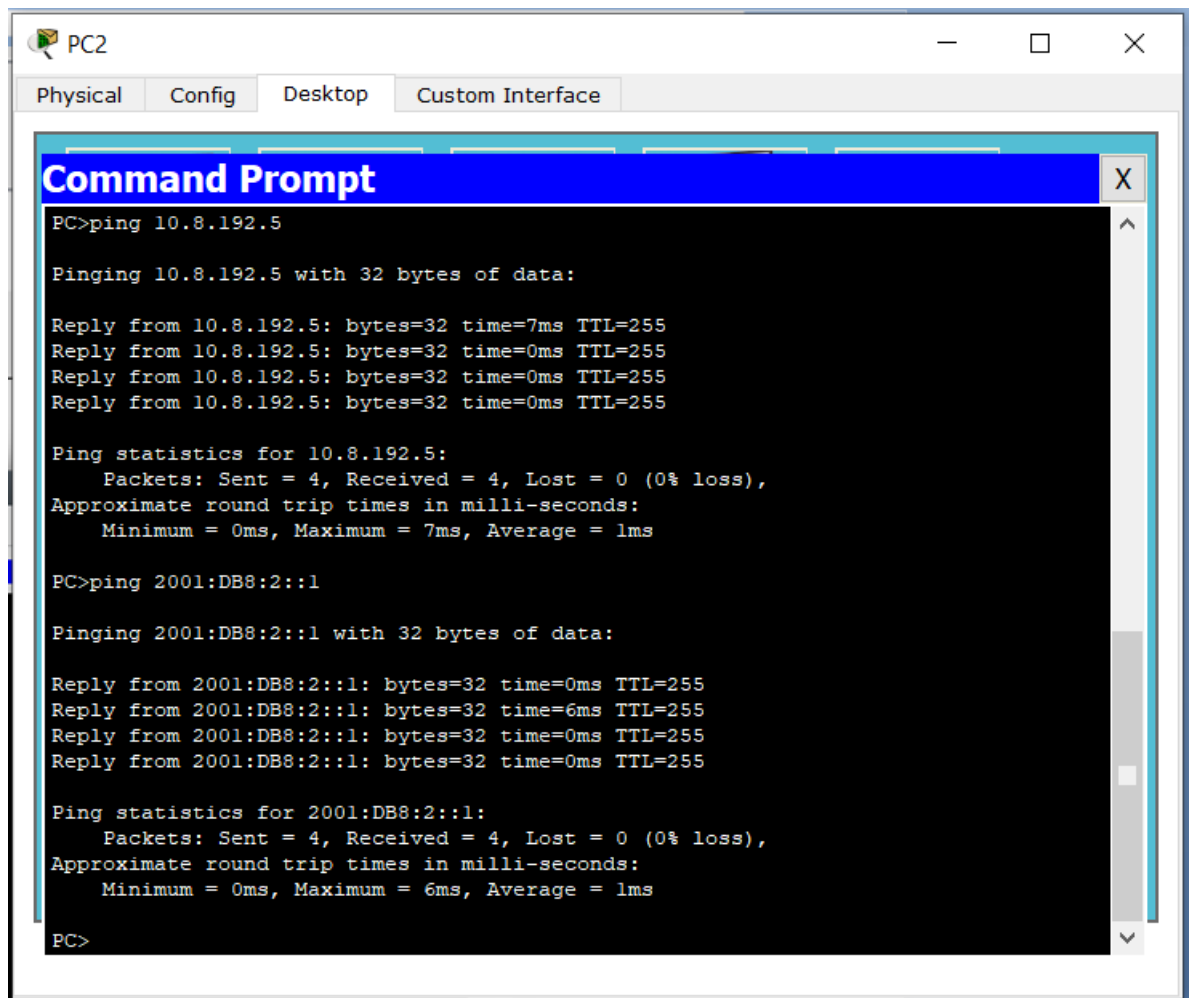 PC2
Physical Config Desktop Custom Interface
Command Prompt X
PC>ping 10.8.192.5
Pinging 10.8.192.5 with 32 bytes of data:
Reply from 10.8.192.5: bytes=32 time=7ms TTL=255
Reply from 10.8.192.5: bytes=32 time=0ms TTL=255
Reply from 10.8.192.5: bytes=32 time=0ms TTL=255
Reply from 10.8.192.5: bytes=32 time=0ms TTL=255
Ping statistics for 10.8.192.5:
Packets: Sent = 4, Received = 4, Lost = 0 (0% loss),
Approximate round trip times in milli-seconds:
Minimum = 0ms, Maximum = 7ms, Average = 1ms
PC>ping 2001:DB8:2::1
Pinging 2001:DB8:2::1 with 32 bytes of data:
Reply from 2001:DB8:2::1: bytes=32 time=0ms TTL=255
Reply from 2001:DB8:2::1: bytes=32 time=6ms TTL=255
Reply from 2001:DB8:2::1: bytes=32 time=0ms TTL=255
Reply from 2001:DB8:2::1: bytes=32 time=0ms TTL=255
Ping statistics for 2001:DB8:2::1:
Packets: Sent = 4, Received = 4, Lost = 0 (0% loss),
Approximate round trip times in milli-seconds:
Minimum = 0ms, Maximum = 6ms, Average = 1ms
PC>